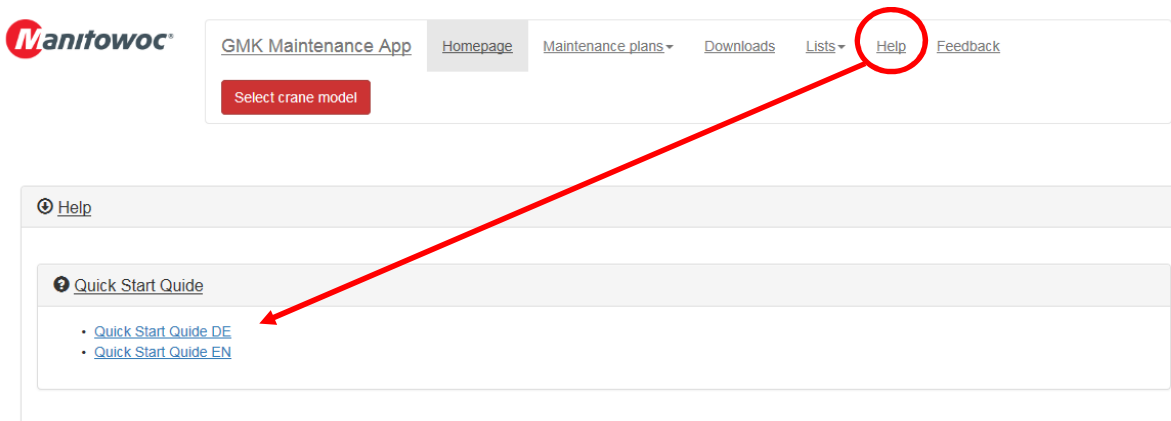 Manitowoc®
GMK Maintenance App Homepage Maintenance plans Downloads Lists Help Feedback
Select crane model
Help
Quick Start Quide
• Quick Start Quide DE
• Quick Start Quide EN